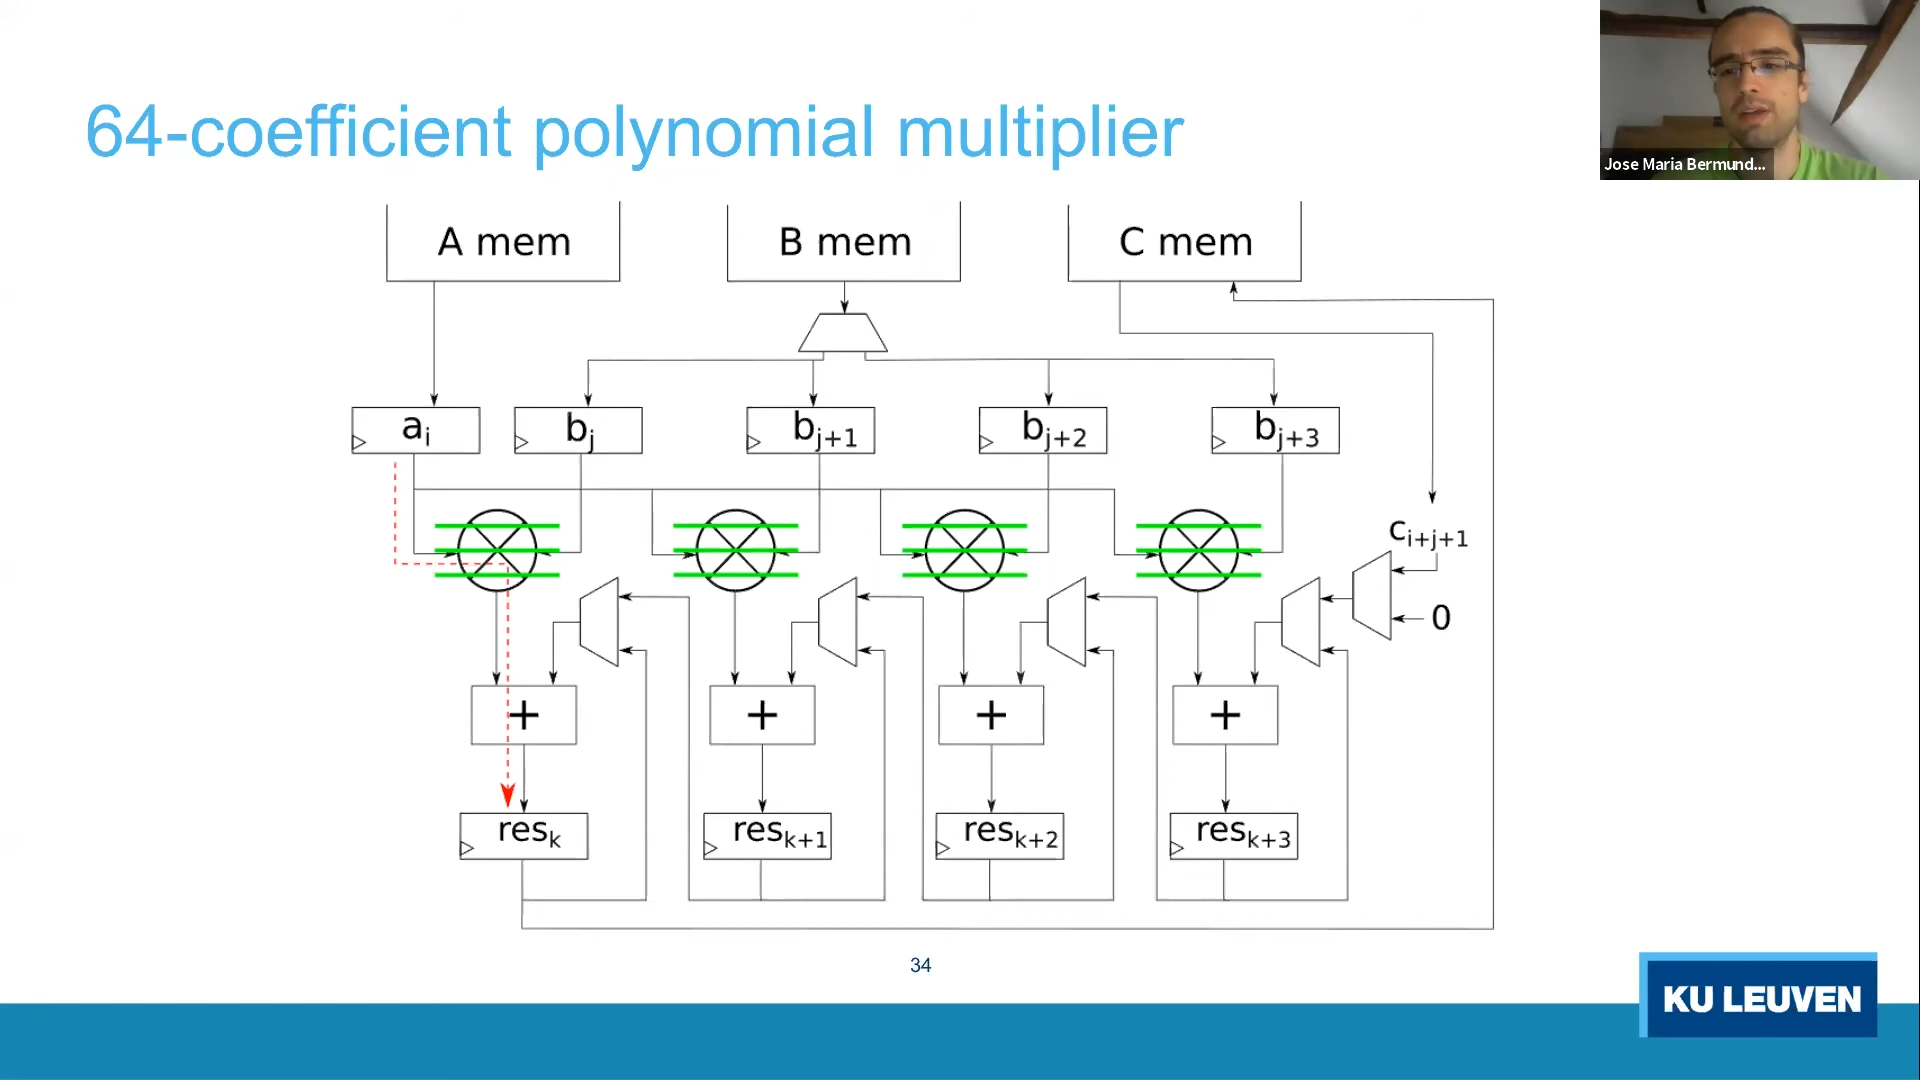 Jose Maria Bermund...
64-coefficient polynomial multiplier
A mem
B mem
C mem
aᵢ
bⱼ
bⱼ₊₁
bⱼ₊₂
bⱼ₊₃
cᵢ₊ⱼ₊₁
0
+
+
+
+
resₖ
resₖ₊₁
resₖ₊₂
resₖ₊₃
34
KU LEUVEN